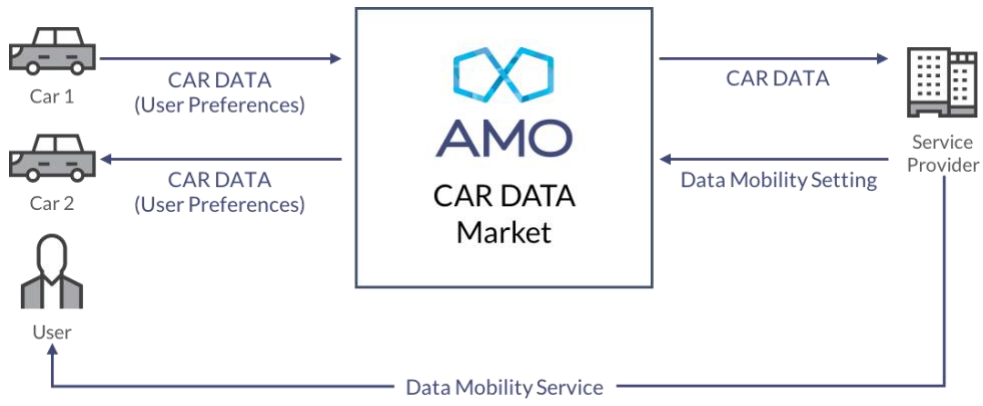 Car 1
CAR DATA
(User Preferences)
Car 2
CAR DATA
(User Preferences)
User
AMO
CAR DATA
Market
CAR DATA
Data Mobility Setting
Service
Provider
Data Mobility Service